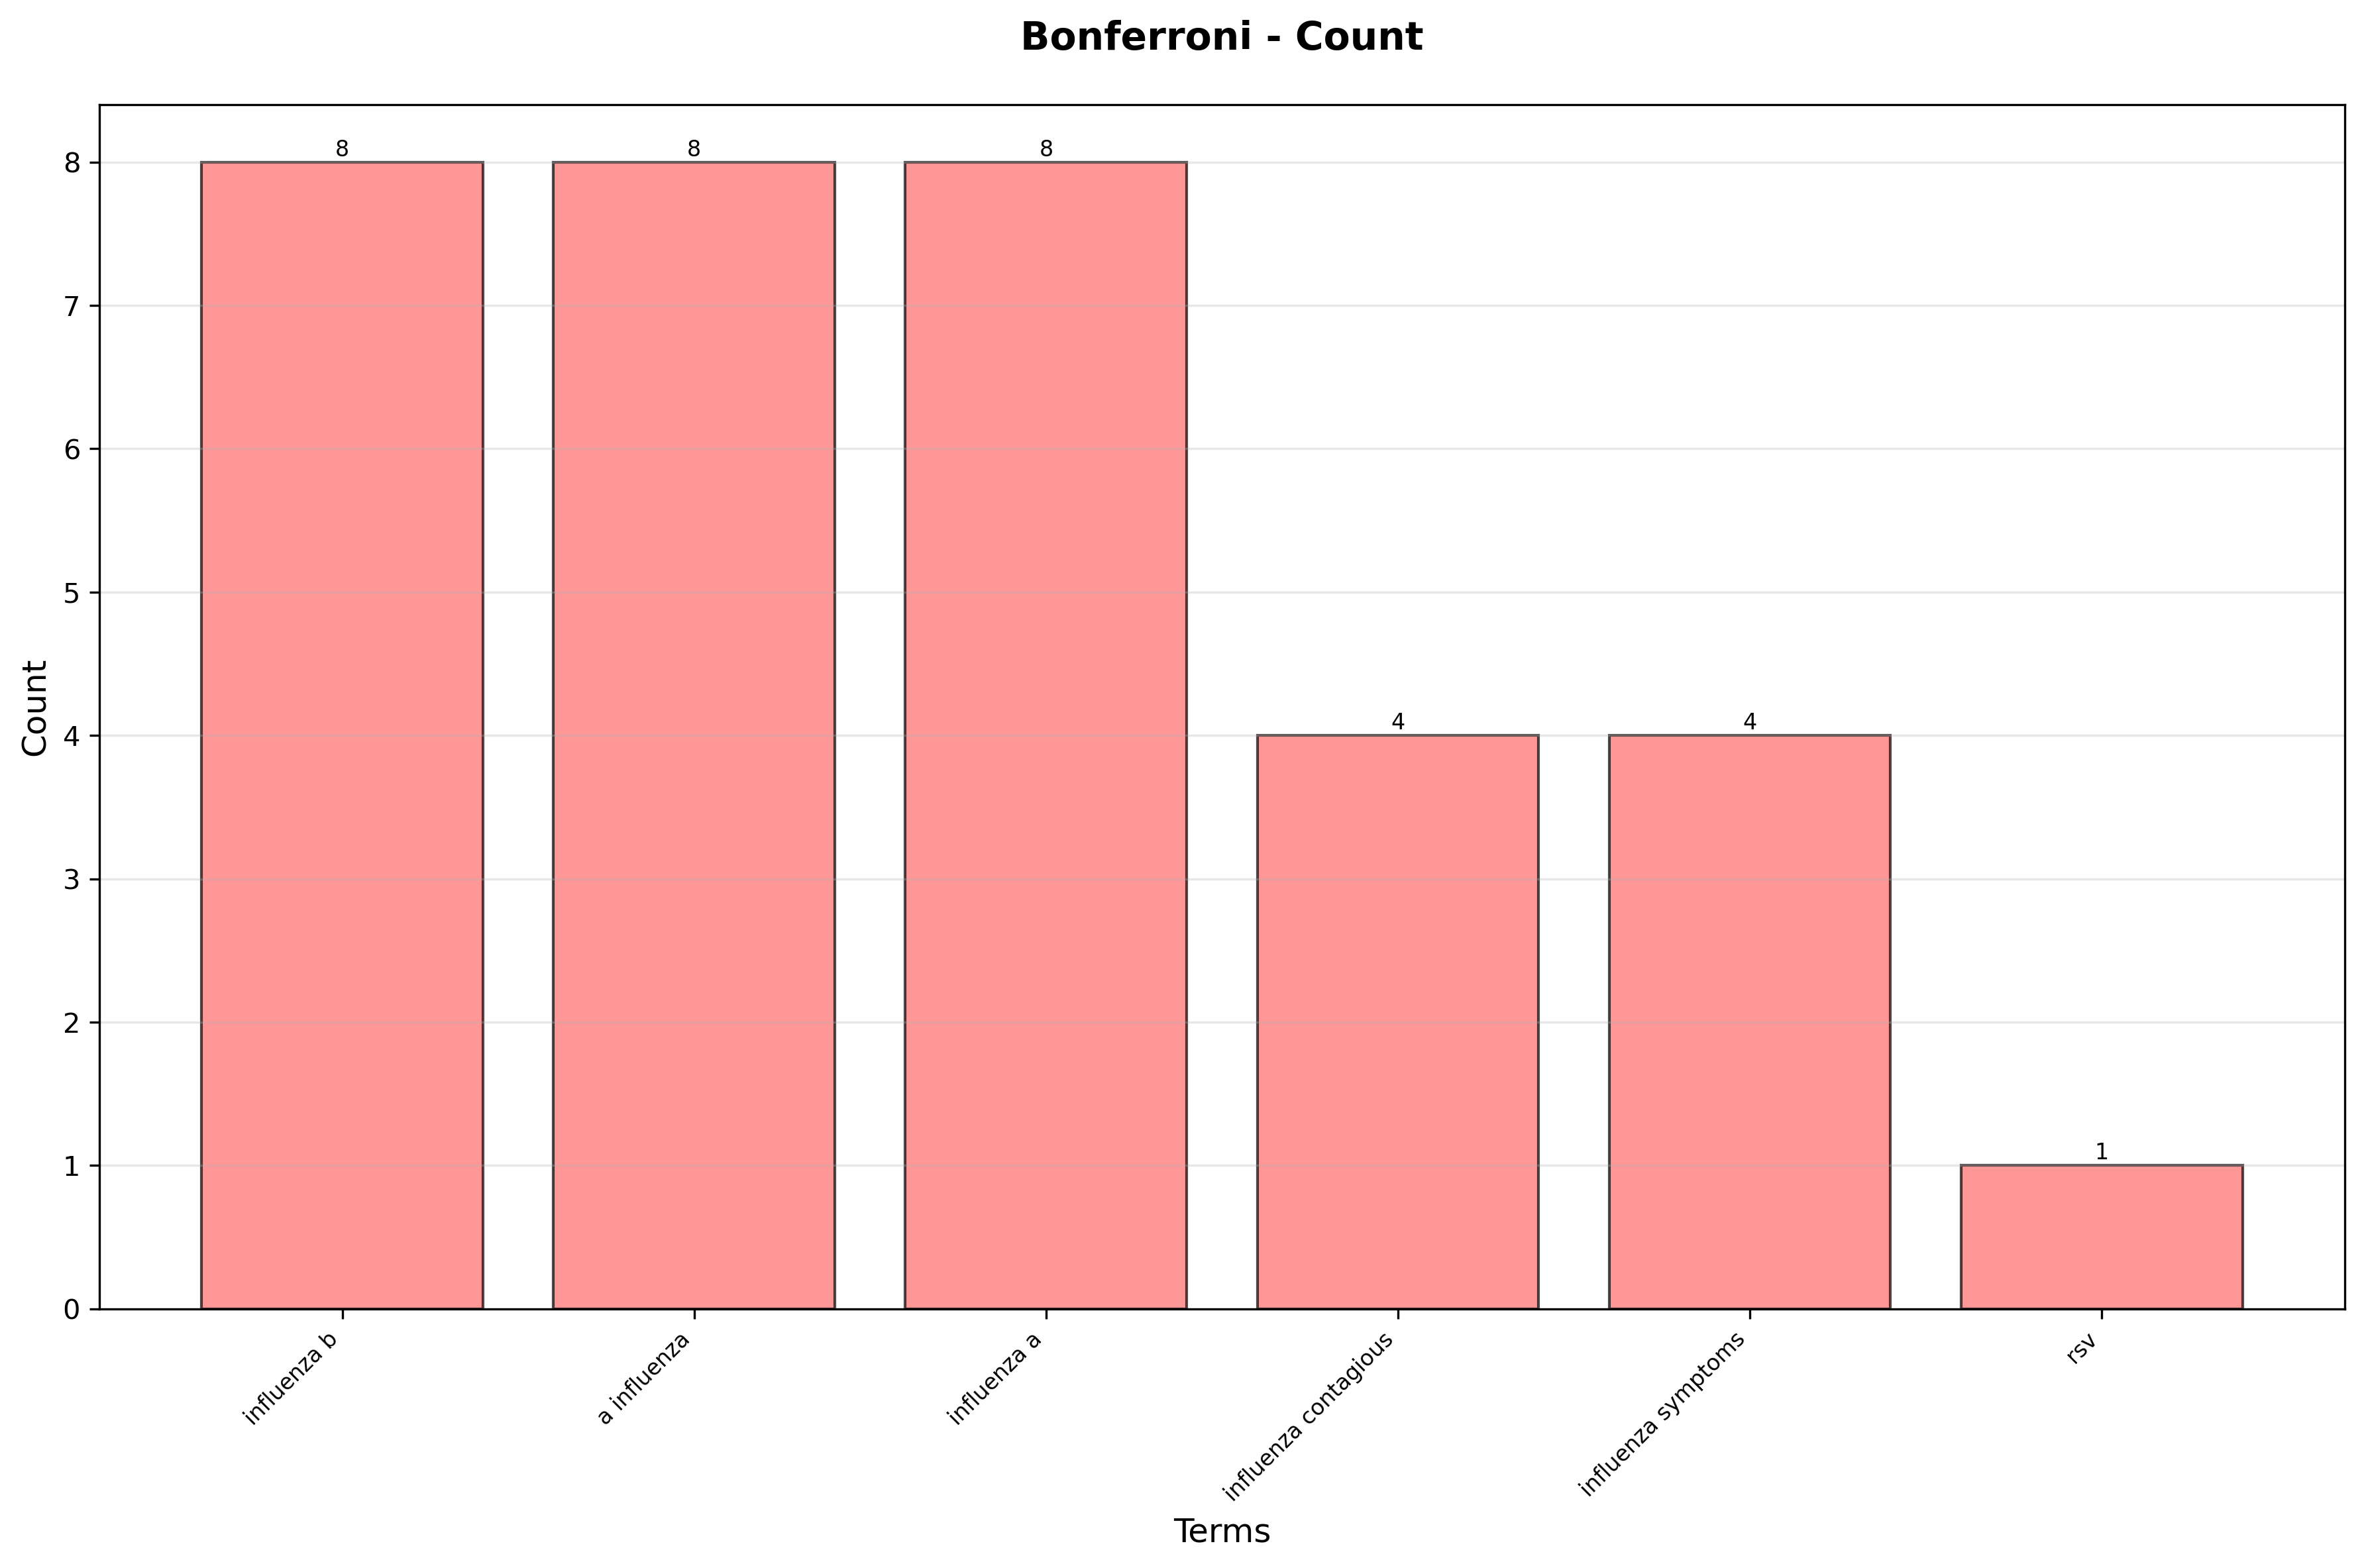 Bonferroni - Count
8
8
8
4
4
1
8
7
6
5
4
3
2
1
0
Count
influenza b
a influenza
influenza a
influenza contagious
influenza symptoms
rsv
Terms